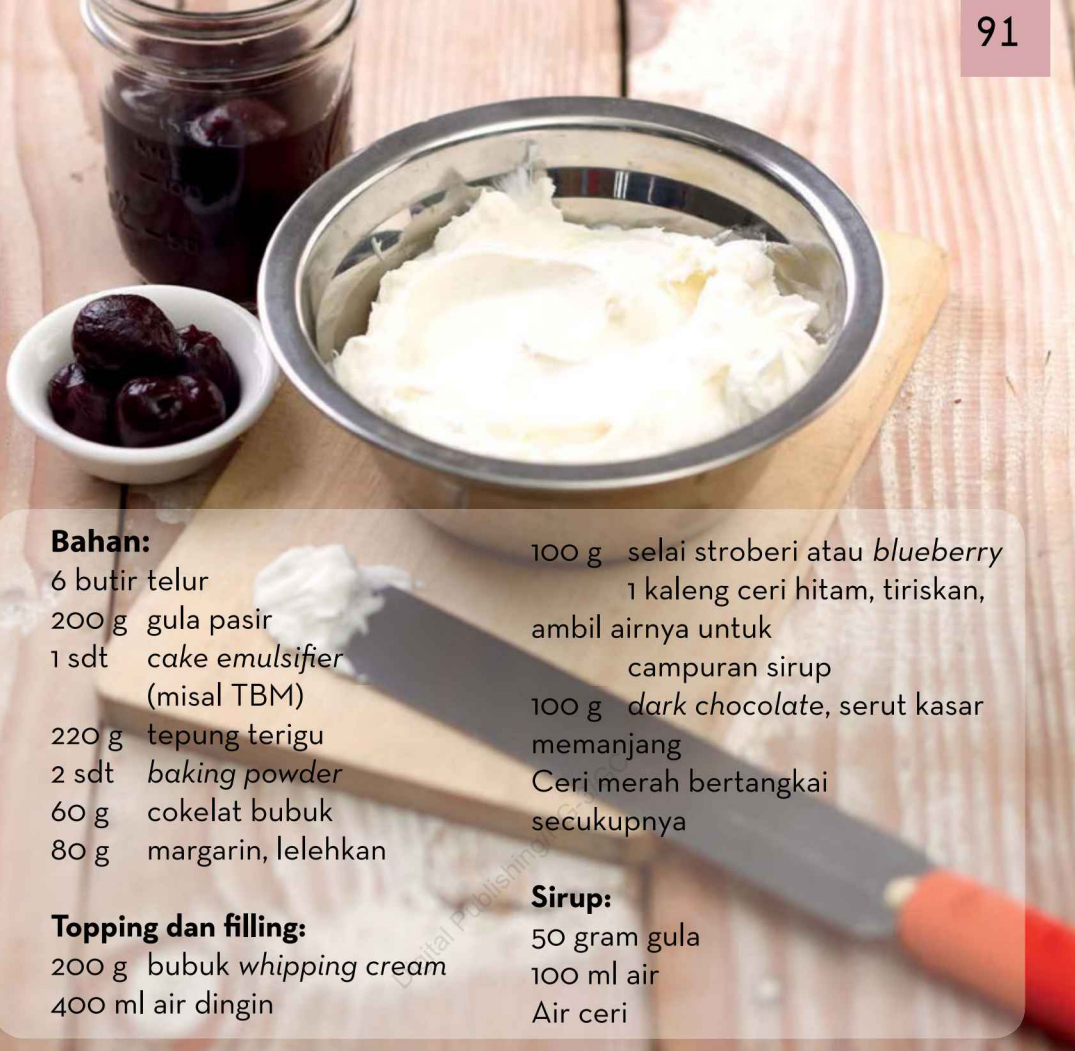 91
Bahan:
6 butir telur
200 g gula pasir
1 sdt cake emulsifier
(misal TBM)
220 g tepung terigu
2 sdt baking powder
60 g cokelat bubuk
80 g margarin, lelehkan
Topping dan filling:
200 g bubuk whipping cream
400 ml air dingin
100 g selai stroberi atau blueberry
1 kaleng ceri hitam, tiriskan,
ambil airnya untuk
campuran sirup
100 g dark chocolate, serut kasar
memanjang
Ceri merah bertangkai
secukupnya
Sirup:
50 gram gula
100 ml air
Air ceri
Digital Publishing